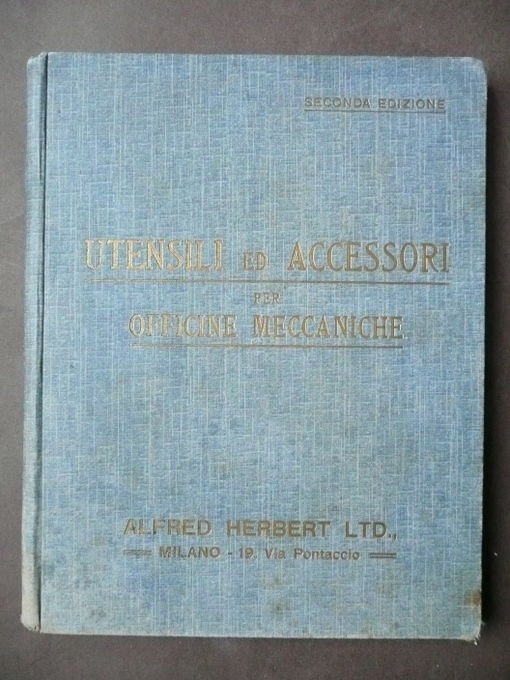 SECONDA EDIZIONE
UTENSILI ED ACCESSORI
PER
OFFICINE MECCANICHE
ALFRED HERBERT LTD.,
MILANO - 19, Via Pontaccio